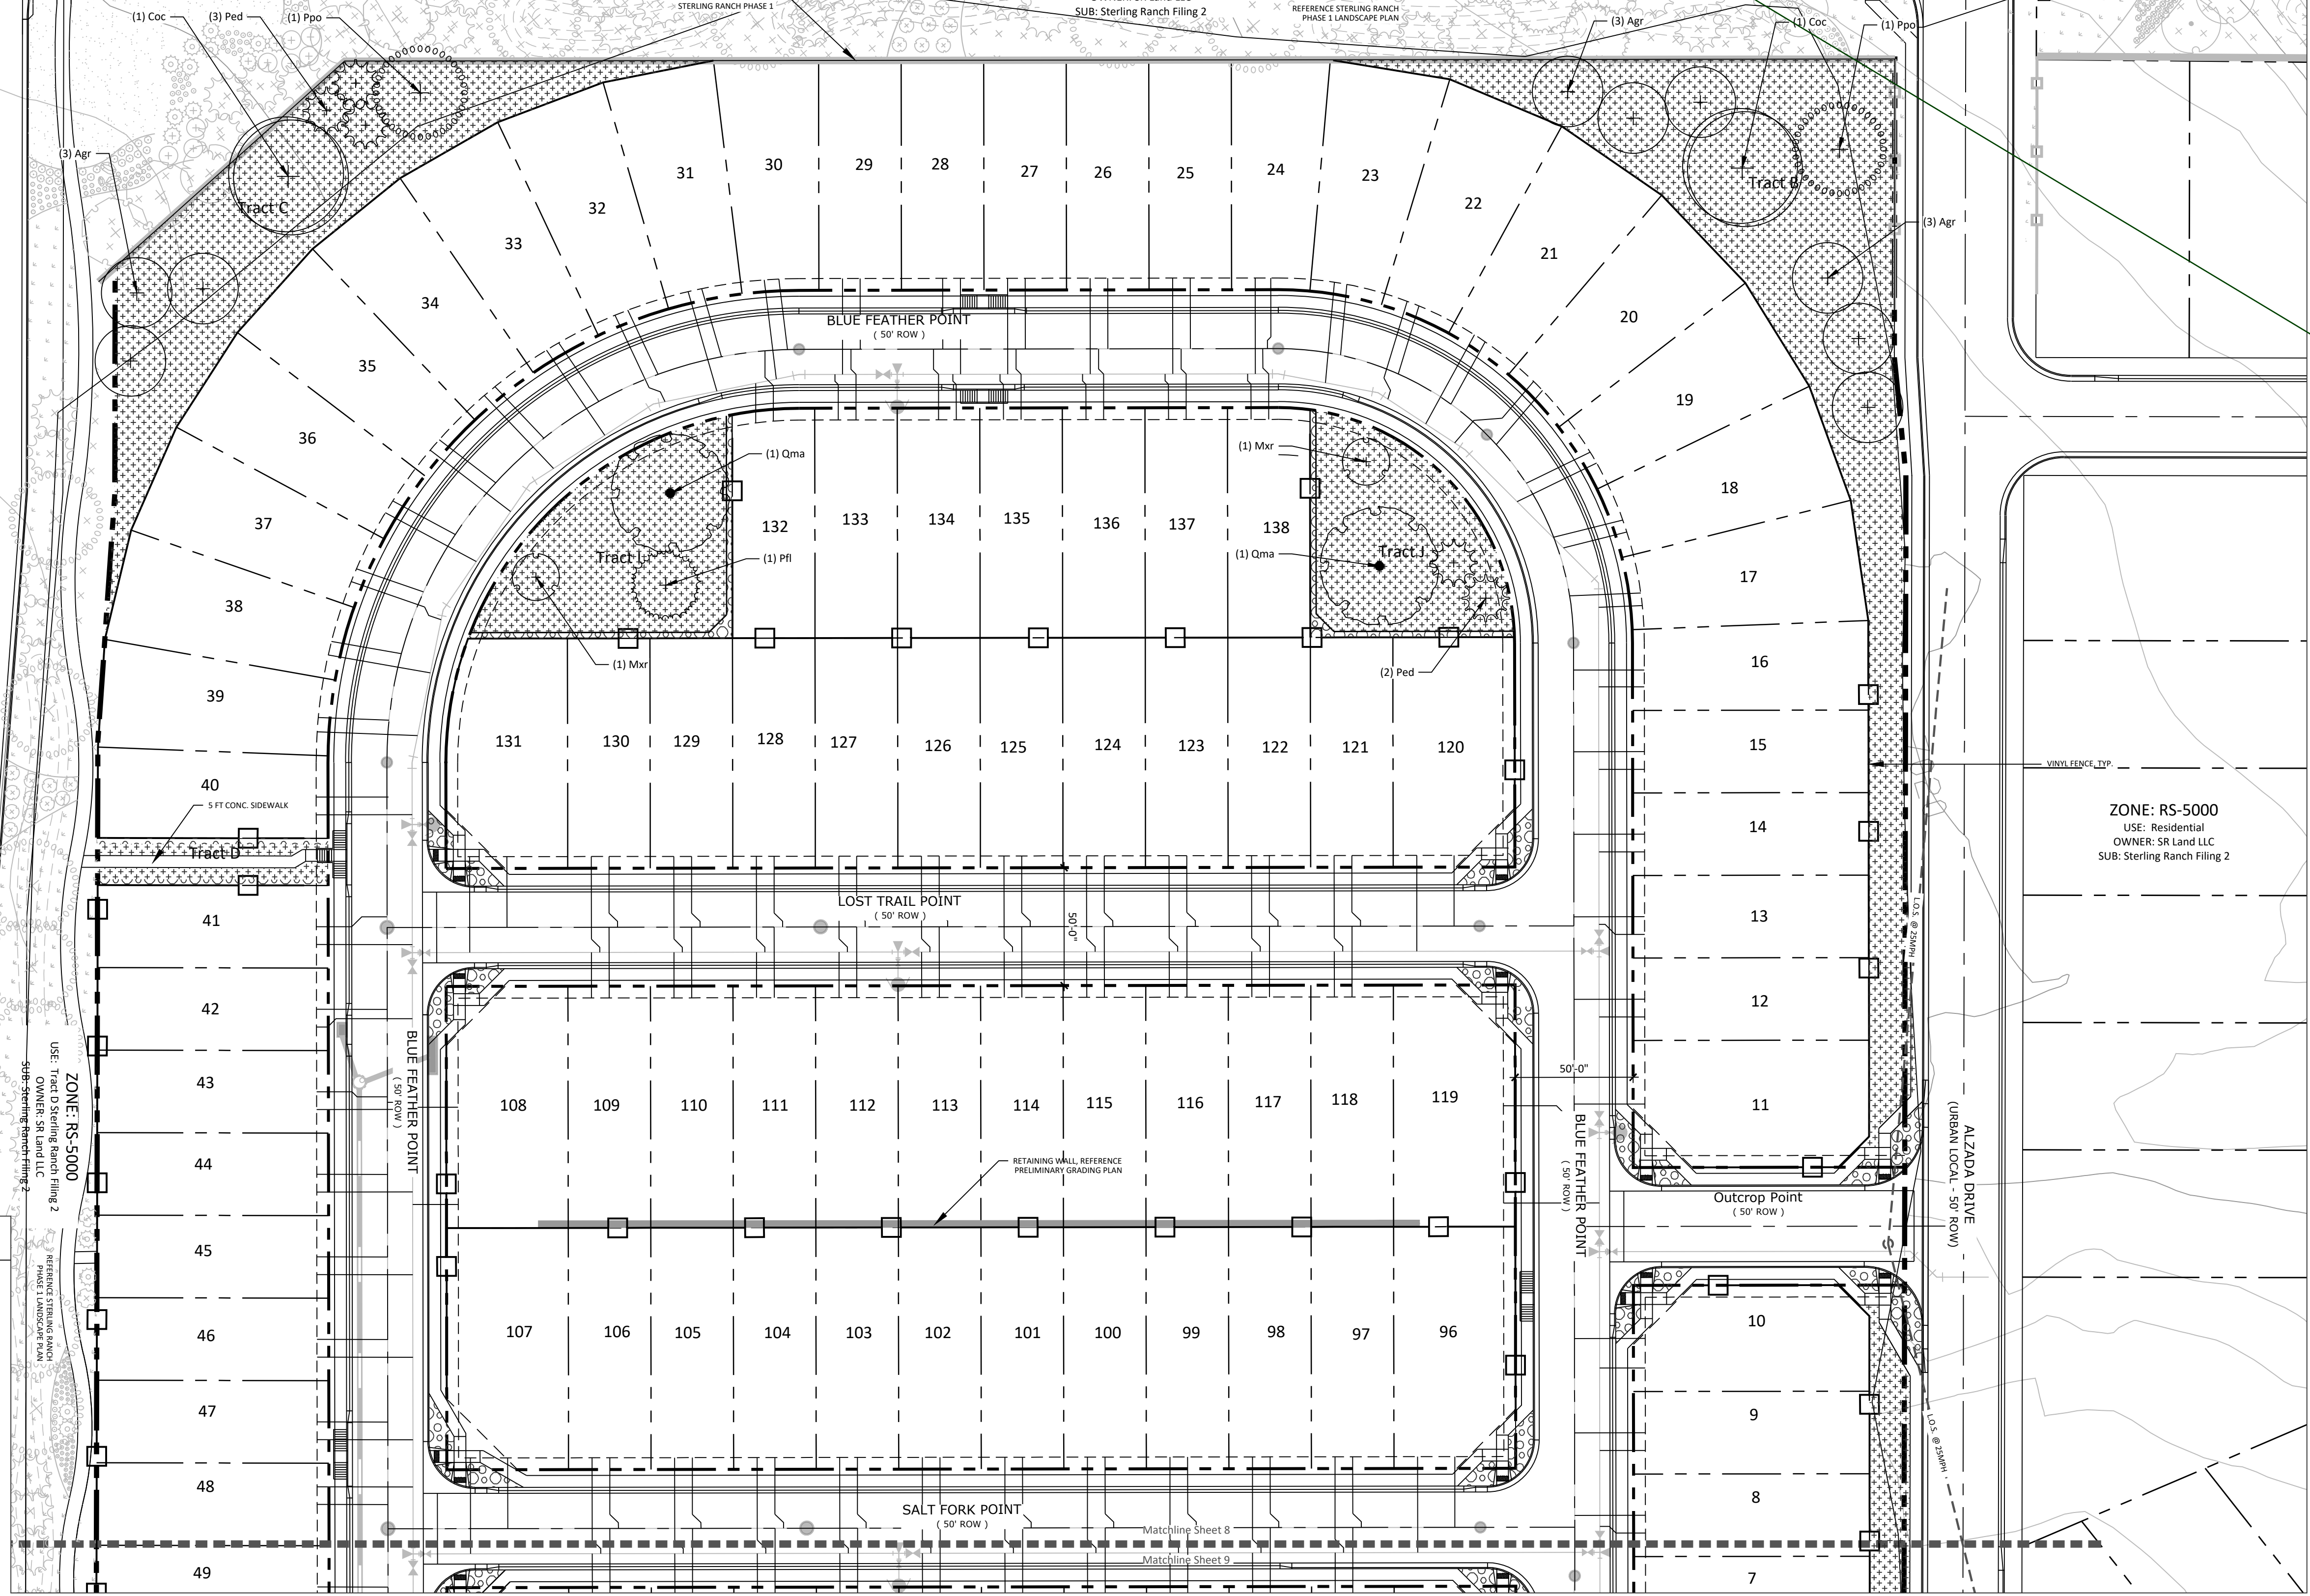 STERLING RANCH PHASE 1
SUB: Sterling Ranch Filing 2
REFERENCE STERLING RANCH
PHASE 1 LANDSCAPE PLAN
(1) Coc
(3) Ped
(1) Ppo
(3) Agr
(1) Coc
(1) Ppo
(3) Agr
(3) Agr
Tract C
Tract B
31
30
29
28
27
26
25
24
23
32
22
33
21
34
20
35
19
36
18
37
17
38
16
39
15
40
14
13
12
11
BLUE FEATHER POINT
( 50' ROW )
(1) Qma
(1) Mxr
132
133
134
135
136
137
138
Tract I
(1) Pfl
(1) Qma
Tract J
(1) Mxr
(2) Ped
131
130
129
128
127
126
125
124
123
122
121
120
VINYL FENCE, TYP.
ZONE: RS-5000
USE: Residential
OWNER: SR Land LLC
SUB: Sterling Ranch Filing 2
5 FT CONC. SIDEWALK
Tract D
LOST TRAIL POINT
( 50' ROW )
50'-0"
L.O.S. @ 25MPH
41
42
43
44
45
46
47
48
49
ZONE: RS-5000
USE: Tract D Sterling Ranch Filing 2
OWNER: SR Land LLC
SUB: Sterling Ranch Filing 2
REFERENCE STERLING RANCH
PHASE 1 LANDSCAPE PLAN
BLUE FEATHER POINT
( 50' ROW )
108
109
110
111
112
113
114
115
116
117
118
119
50'-0"
BLUE FEATHER POINT
( 50' ROW )
RETAINING WALL, REFERENCE
PRELIMINARY GRADING PLAN
ALZADA DRIVE
(URBAN LOCAL - 50' ROW)
Outcrop Point
( 50' ROW )
107
106
105
104
103
102
101
100
99
98
97
96
10
9
8
7
L.O.S. @ 25MPH
SALT FORK POINT
( 50' ROW )
Matchline Sheet 8
Matchline Sheet 9